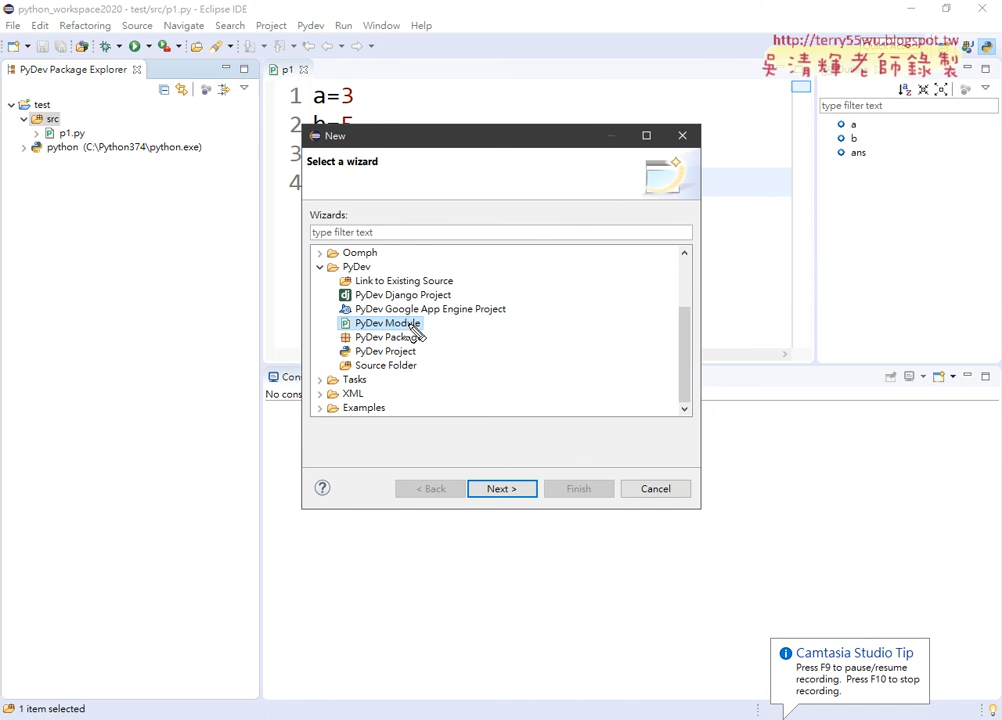 python_workspace2020 - test/src/p1.py - Eclipse IDE
File Edit Refactoring Source Navigate Search Project Pydev Run Window Help
http://terry55wu.blogspot.tw
吳清輝老師錄製
PyDev Package Explorer
p1
test
src
p1.py
python (C:\Python374\python.exe)
1 a=3
2 b=5
3
4
type filter text
a
b
ans
New
Select a wizard
Wizards:
type filter text
Oomph
PyDev
Link to Existing Source
PyDev Django Project
PyDev Google App Engine Project
PyDev Module
PyDev Package
PyDev Project
Source Folder
Tasks
XML
Examples
< Back Next > Finish Cancel
Con
No cons
Camtasia Studio Tip
Press F9 to pause/resume
recording. Press F10 to stop
recording.
1 item selected